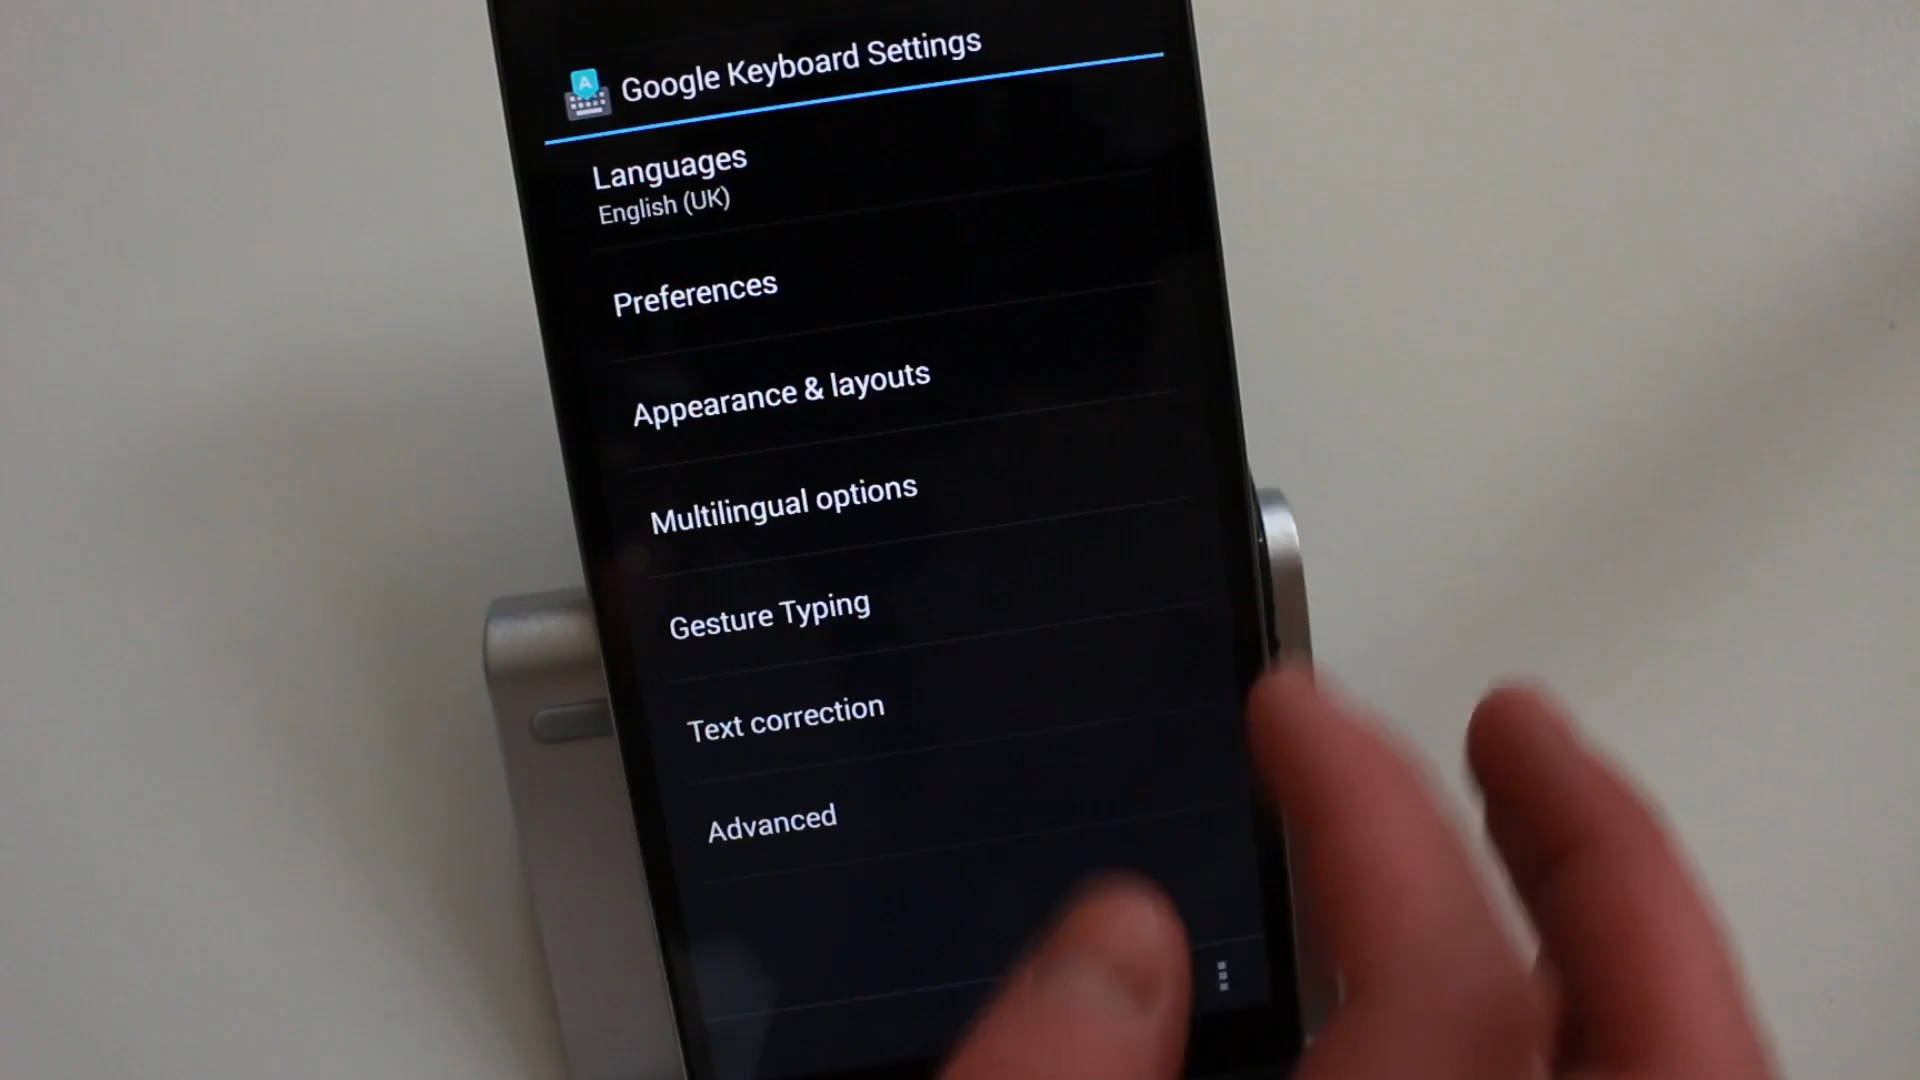 A
Google Keyboard Settings
Languages
English (UK)
Preferences
Appearance & layouts
Multilingual options
Gesture Typing
Text correction
Advanced